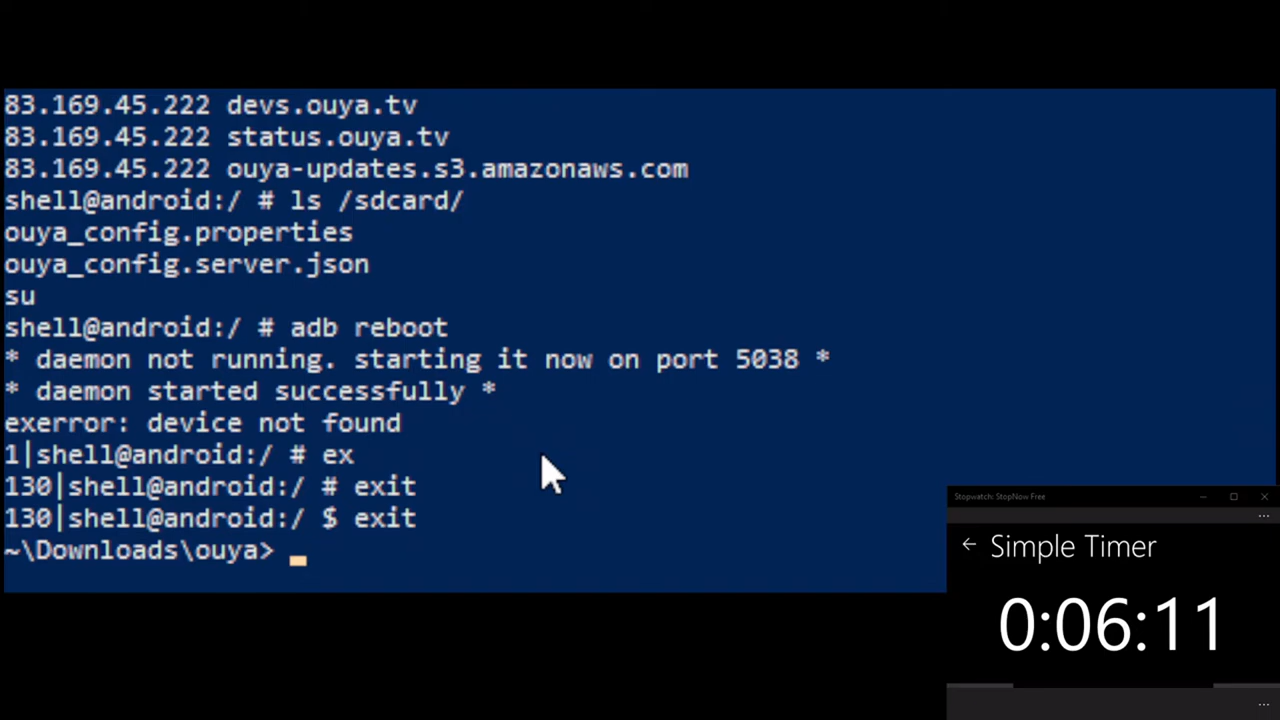 83.169.45.222 devs.ouya.tv
83.169.45.222 status.ouya.tv
83.169.45.222 ouya-updates.s3.amazonaws.com
shell@android:/ # ls /sdcard/
ouya_config.properties
ouya_config.server.json
su
shell@android:/ # adb reboot
* daemon not running. starting it now on port 5038 *
* daemon started successfully *
exerror: device not found
1|shell@android:/ # ex
130|shell@android:/ # exit
130|shell@android:/ $ exit
~\Downloads\ouya>
Stopwatch: StopNow Free
Simple Timer
0:06:11